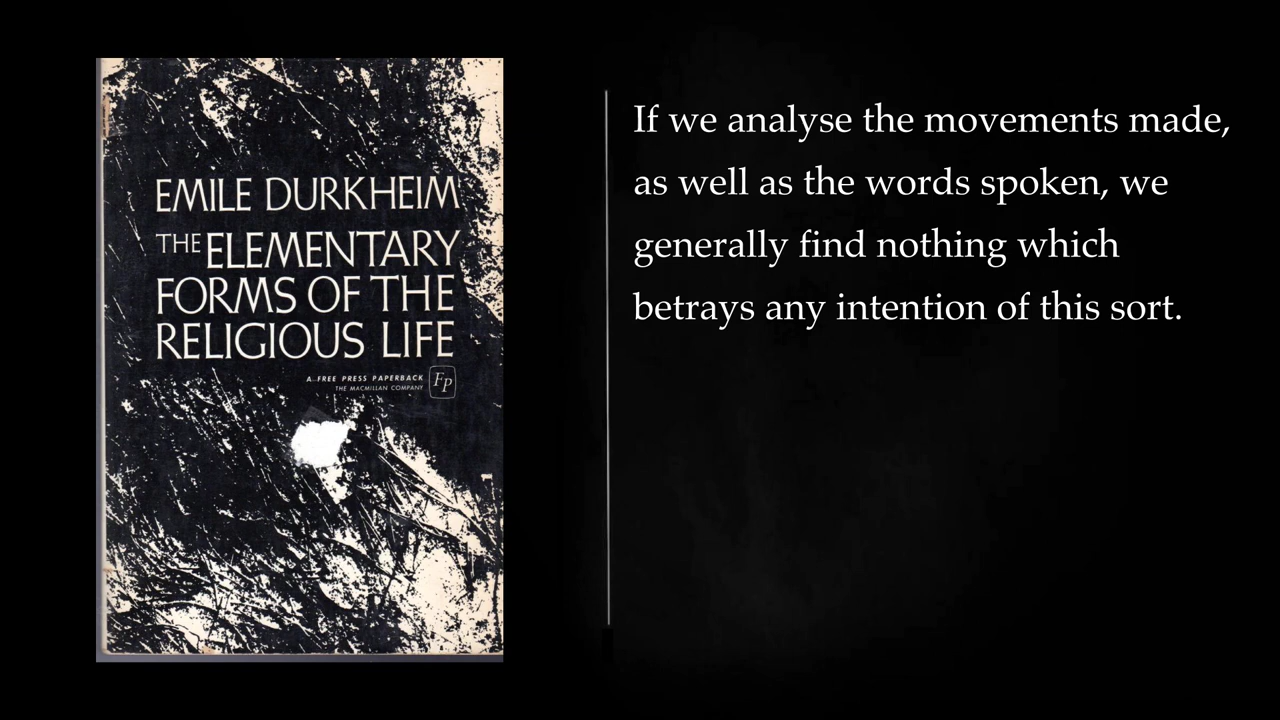 EMILE DURKHEIM
THE ELEMENTARY
FORMS OF THE
RELIGIOUS LIFE
A FREE PRESS PAPERBACK
THE MACMILLAN COMPANY
FP
If we analyse the movements made,
as well as the words spoken, we
generally find nothing which
betrays any intention of this sort.